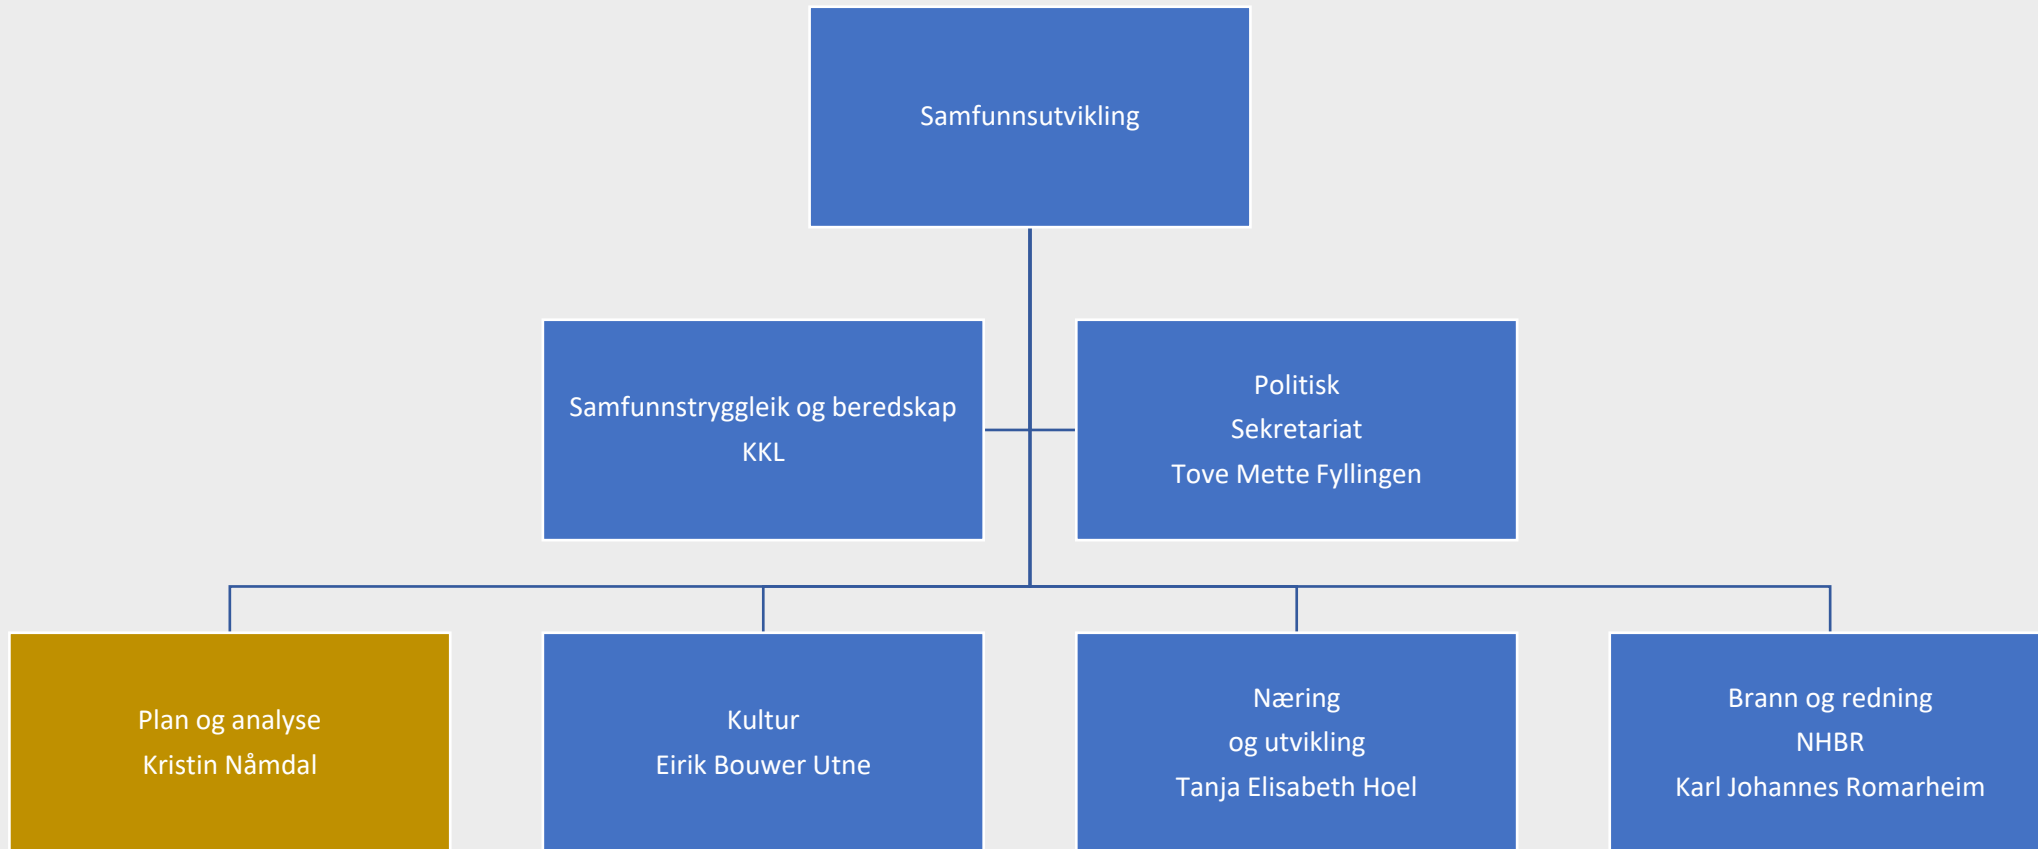 Samfunnsutvikling
Samfunnstryggleik og beredskap
KKL
Politisk
Sekretariat
Tove Mette Fyllingen
Plan og analyse
Kristin Nåmdal
Kultur
Eirik Bouwer Utne
Næring
og utvikling
Tanja Elisabeth Hoel
Brann og redning
NHBR
Karl Johannes Romarheim